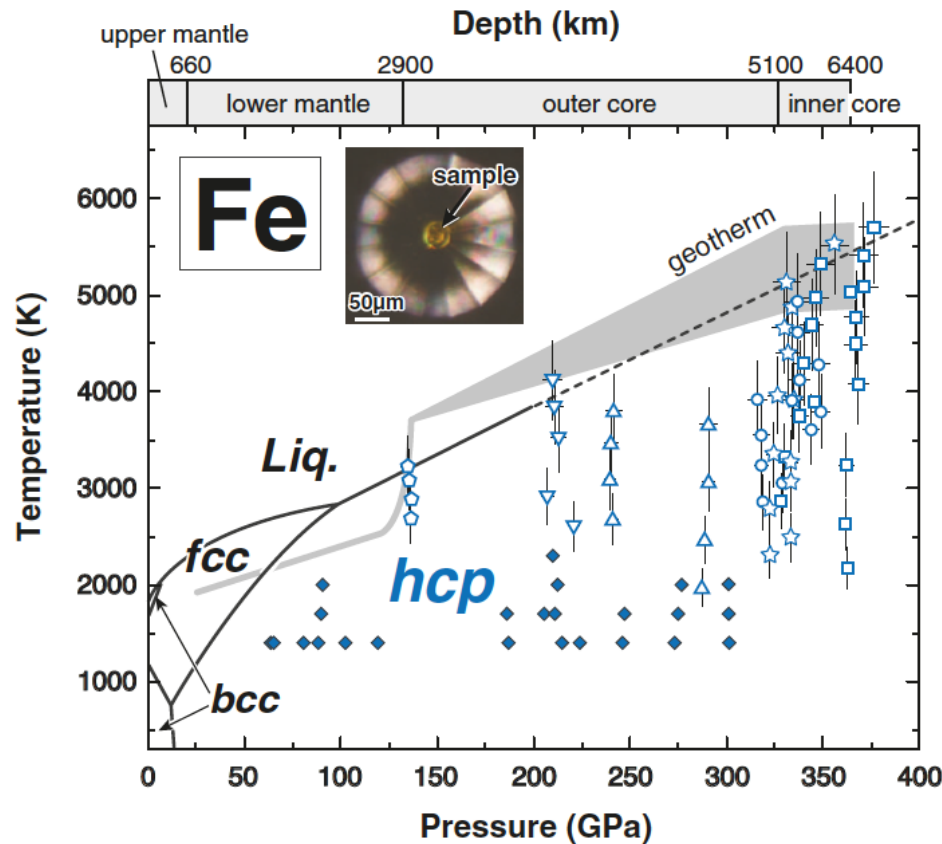 Depth (km)
upper mantle
660
2900
5100
6400
lower mantle
outer core
inner core
Fe
sample
50μm
geotherm
Liq.
fcc
hcp
bcc
Temperature (K)
6000
5000
4000
3000
2000
1000
0
50
100
150
200
250
300
350
400
Pressure (GPa)